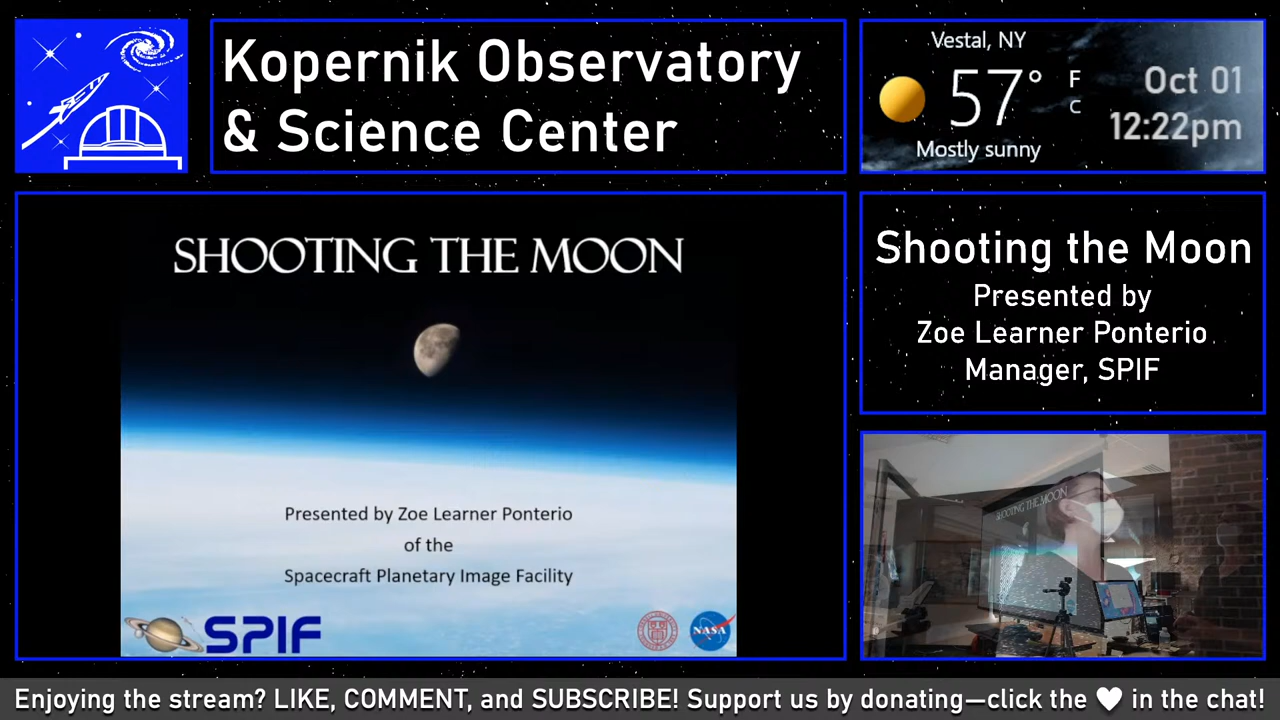 Kopernik Observatory
& Science Center
Vestal, NY
57° F
C
Mostly sunny
Oct 01
12:22pm
SHOOTING THE MOON
Presented by Zoe Learner Ponterio
of the
Spacecraft Planetary Image Facility
SPIF
NASA
Shooting the Moon
Presented by
Zoe Learner Ponterio
Manager, SPIF
SHOOTING THE MOON
Enjoying the stream? LIKE, COMMENT, and SUBSCRIBE! Support us by donating—click the ♥ in the chat!